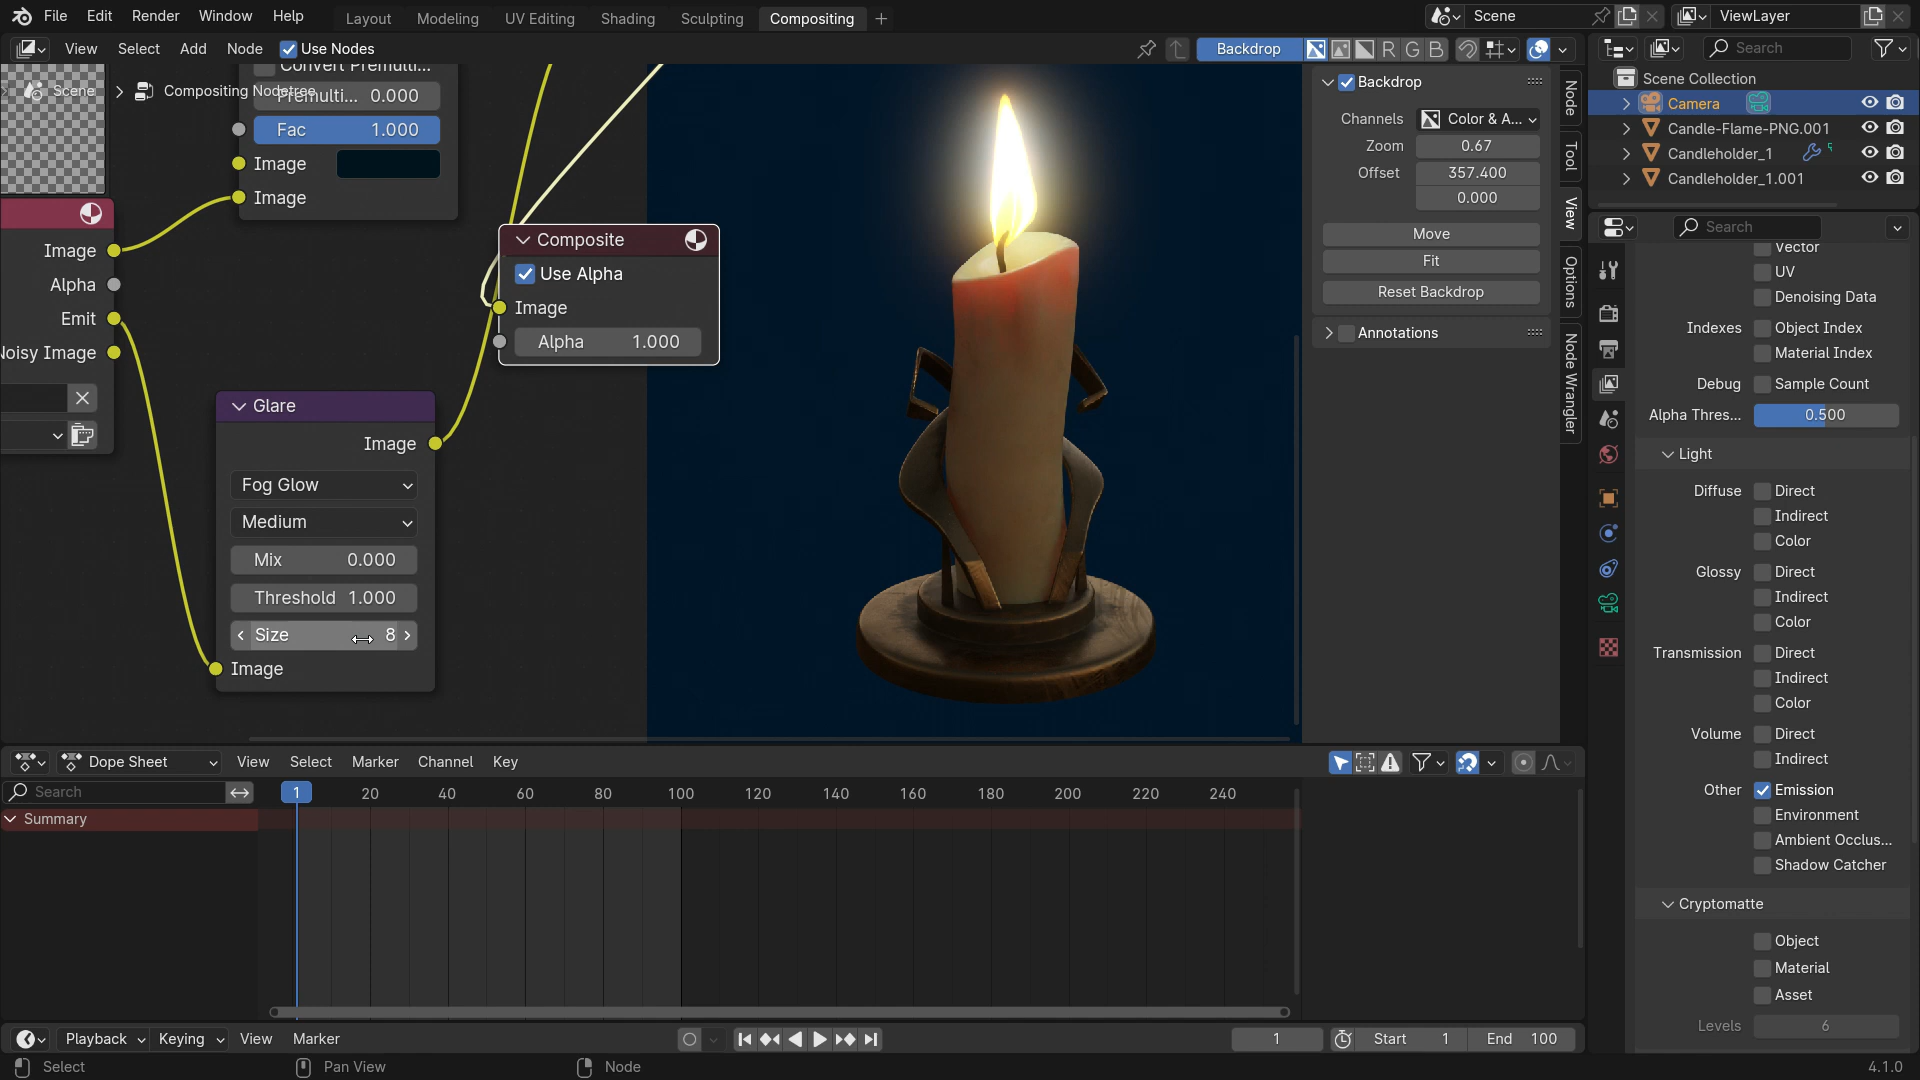 File Edit Render Window Help
Layout Modeling UV Editing Shading Sculpting Compositing
Scene
ViewLayer
View Select Add Node Use Nodes
Backdrop
R G B
Search
Scene > Compositing Nodetree
Convert Premulti...
Premulti... 0.000
Fac 1.000
Image
Image
Image
Alpha
Emit
Noisy Image
Composite
Use Alpha
Image
Alpha 1.000
Glare
Image
Fog Glow
Medium
Mix 0.000
Threshold 1.000
Size 8
Image
Backdrop
Channels Color & A...
Zoom 0.67
Offset 357.400
0.000
Move
Fit
Reset Backdrop
Annotations
Node
Tool
View
Options
Node Wrangler
Scene Collection
Camera
Candle-Flame-PNG.001
Candleholder_1
Candleholder_1.001
Search
Vector
UV
Denoising Data
Indexes Object Index
Material Index
Debug Sample Count
Alpha Thres... 0.500
Light
Diffuse Direct
Indirect
Color
Glossy Direct
Indirect
Color
Transmission Direct
Indirect
Color
Volume Direct
Indirect
Other Emission
Environment
Ambient Occlus...
Shadow Catcher
Cryptomatte
Object
Material
Asset
Levels 6
Dope Sheet View Select Marker Channel Key
Search
1 20 40 60 80 100 120 140 160 180 200 220 240
Summary
Playback Keying View Marker
1 Start 1 End 100
Select Pan View Node
4.1.0